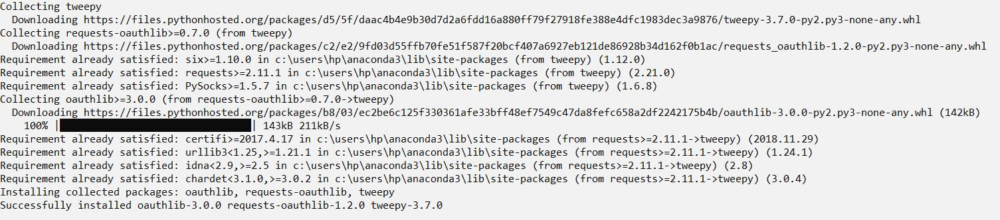 Collecting tweepy
Downloading https://files.pythonhosted.org/packages/d5/5f/daac4b4e9b30d7d2a6fdd16a880ff79f27918fe388e4dfc1983dec3a9876/tweepy-3.7.0-py2.py3-none-any.whl
Collecting requests-oauthlib>=0.7.0 (from tweepy)
Downloading https://files.pythonhosted.org/packages/c2/e2/9fd03d55ffb70fe51f587f20bcf407a6927eb121de86928b34d162f0b1ac/requests_oauthlib-1.2.0-py2.py3-none-any.whl
Requirement already satisfied: six>=1.10.0 in c:\users\hp\anaconda3\lib\site-packages (from tweepy) (1.12.0)
Requirement already satisfied: requests>=2.11.1 in c:\users\hp\anaconda3\lib\site-packages (from tweepy) (2.21.0)
Requirement already satisfied: PySocks>=1.5.7 in c:\users\hp\anaconda3\lib\site-packages (from tweepy) (1.6.8)
Collecting oauthlib>=3.0.0 (from requests-oauthlib>=0.7.0->tweepy)
Downloading https://files.pythonhosted.org/packages/b8/03/ec2be6c125f330361afe33bff48ef7549c47da8fefc658a2df2242175b4b/oauthlib-3.0.0-py2.py3-none-any.whl (142kB)
100% |████████████████████████████████| 143kB 211kB/s
Requirement already satisfied: certifi>=2017.4.17 in c:\users\hp\anaconda3\lib\site-packages (from requests>=2.11.1->tweepy) (2018.11.29)
Requirement already satisfied: urllib3<1.25,>=1.21.1 in c:\users\hp\anaconda3\lib\site-packages (from requests>=2.11.1->tweepy) (1.24.1)
Requirement already satisfied: idna<2.9,>=2.5 in c:\users\hp\anaconda3\lib\site-packages (from requests>=2.11.1->tweepy) (2.8)
Requirement already satisfied: chardet<3.1.0,>=3.0.2 in c:\users\hp\anaconda3\lib\site-packages (from requests>=2.11.1->tweepy) (3.0.4)
Installing collected packages: oauthlib, requests-oauthlib, tweepy
Successfully installed oauthlib-3.0.0 requests-oauthlib-1.2.0 tweepy-3.7.0